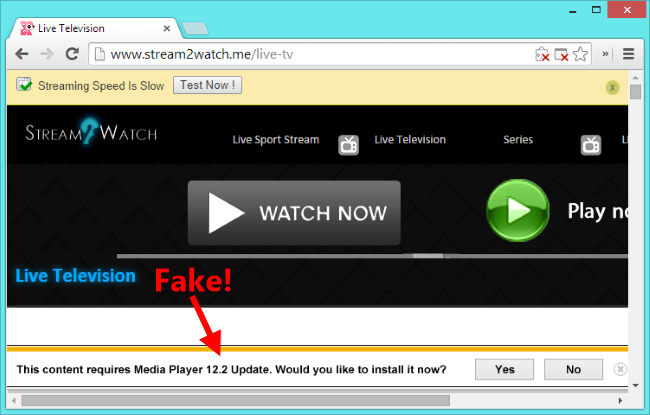 Live Television
www.stream2watch.me/live-tv
Streaming Speed Is Slow Test Now !
STREAM2WATCH Live Sport Stream Live Television Series
WATCH NOW Play no
Live Television Fake!
This content requires Media Player 12.2 Update. Would you like to install it now? Yes No